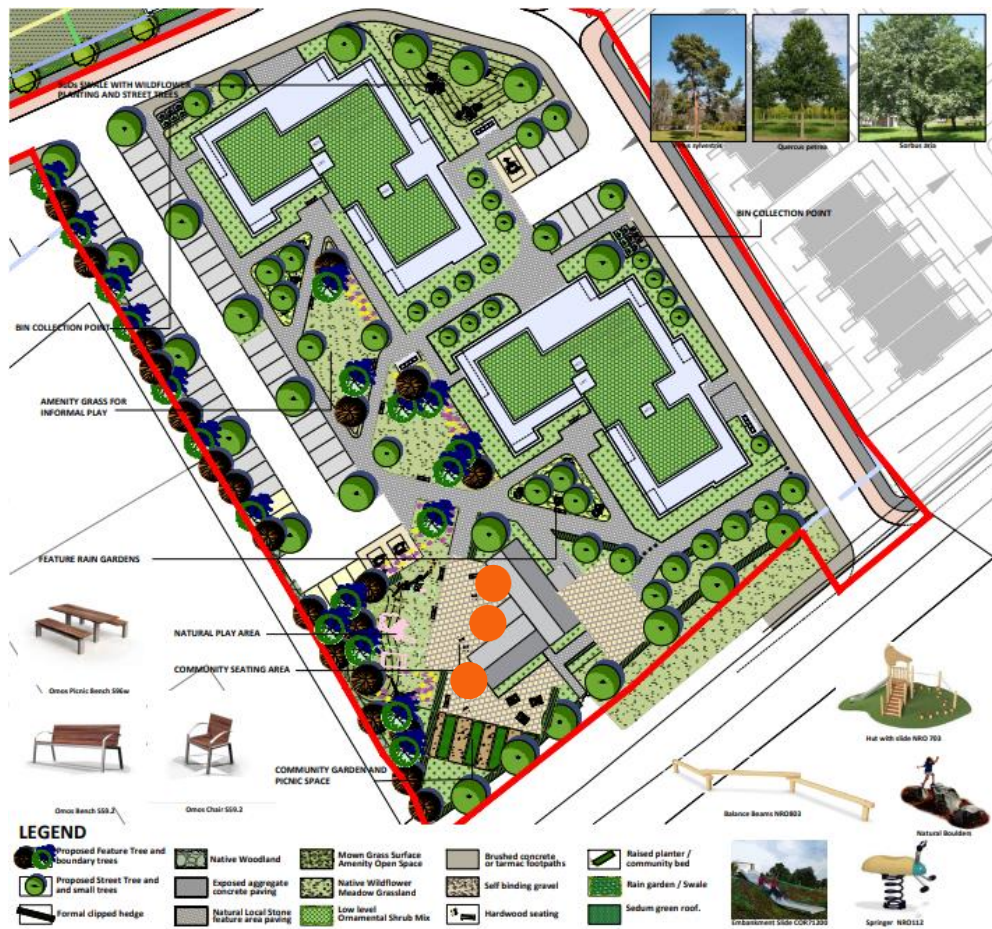 SUDs SWALE WITH WILDFLOWER
PLANTING AND STREET TREES
Pinus sylvestris
Quercus petrea
Sorbus aria
BIN COLLECTION POINT
BIN COLLECTION POINT
AMENITY GRASS FOR
INFORMAL PLAY
FEATURE RAIN GARDENS
NATURAL PLAY AREA
COMMUNITY SEATING AREA
Omos Picnic Bench S96w
Hut with slide NRO 703
COMMUNITY GARDEN AND
PICNIC SPACE
Omos Bench S59.2
Omos Chair S59.2
Balance Beams NRO803
Natural Boulders
LEGEND
Proposed Feature Tree and
boundary trees
Native Woodland
Mown Grass Surface
Amenity Open Space
Brushed concrete
or tarmac footpaths
Raised planter /
community bed
Proposed Street Tree and
and small trees
Exposed aggregate
concrete paving
Native Wildflower
Meadow Grassland
Self binding gravel
Rain garden / Swale
Formal clipped hedge
Natural Local Stone
feature area paving
Low level
Ornamental Shrub Mix
Hardwood seating
Sedum green roof.
Embankment Slide COR71200
Springer NRO112